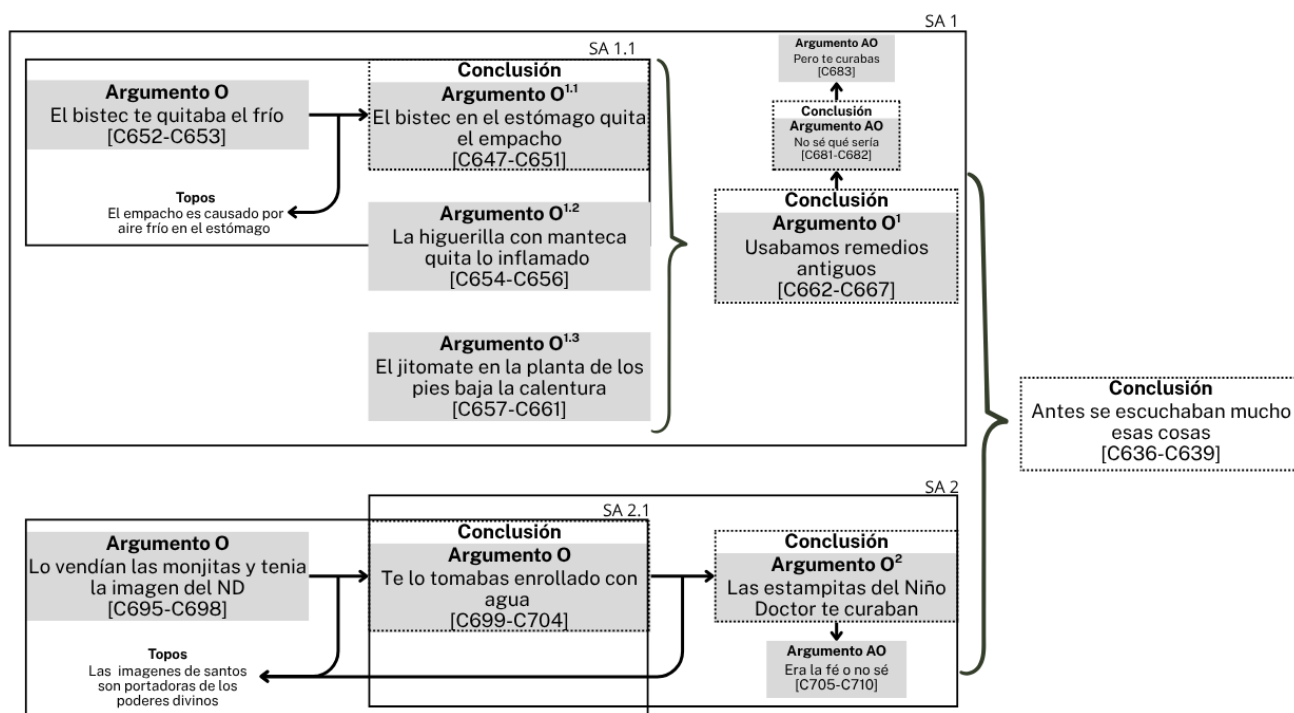 SA 1
SA 1.1
Argumento O
El bistec te quitaba el frío
[C652-C653]
Topos
El empacho es causado por
aire frío en el estómago
Conclusión
Argumento O¹·¹
El bistec en el estómago quita
el empacho
[C647-C651]
Argumento O¹·²
La higuerilla con manteca
quita lo inflamado
[C654-C656]
Argumento O¹·³
El jitomate en la planta de los
pies baja la calentura
[C657-C661]
Argumento AO
Pero te curabas
[C683]
Conclusión
Argumento AO
No sé qué sería
[C681-C682]
Conclusión
Argumento O¹
Usabamos remedios
antiguos
[C662-C667]
Conclusión
Antes se escuchaban mucho
esas cosas
[C636-C639]
SA 2
SA 2.1
Argumento O
Lo vendían las monjitas y tenia
la imagen del ND
[C695-C698]
Topos
Las imagenes de santos
son portadoras de los
poderes divinos
Conclusión
Argumento O
Te lo tomabas enrollado con
agua
[C699-C704]
Conclusión
Argumento O²
Las estampitas del Niño
Doctor te curaban
Argumento AO
Era la fé o no sé
[C705-C710]